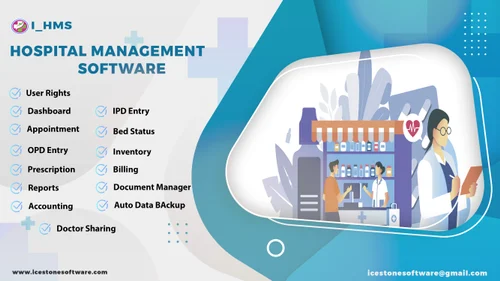 I_HMS
HOSPITAL MANAGEMENT
SOFTWARE
User Rights
Dashboard
Appointment
OPD Entry
Prescription
Reports
Accounting
IPD Entry
Bed Status
Inventory
Billing
Document Manager
Auto Data BAckup
Doctor Sharing
www.icestonesoftware.com
icestonesoftware@gmail.com